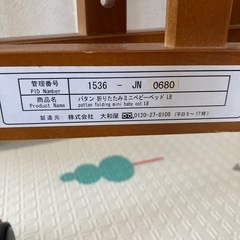 管理番号
PID Number
1536 - JN 0680
商品名
Product Name
パタン 折りたたみミニベビーベッド LB
pattan folding mini baby cot LB
製造元：株式会社 大和屋 ☎0120-27-8108 (平日9～17時)